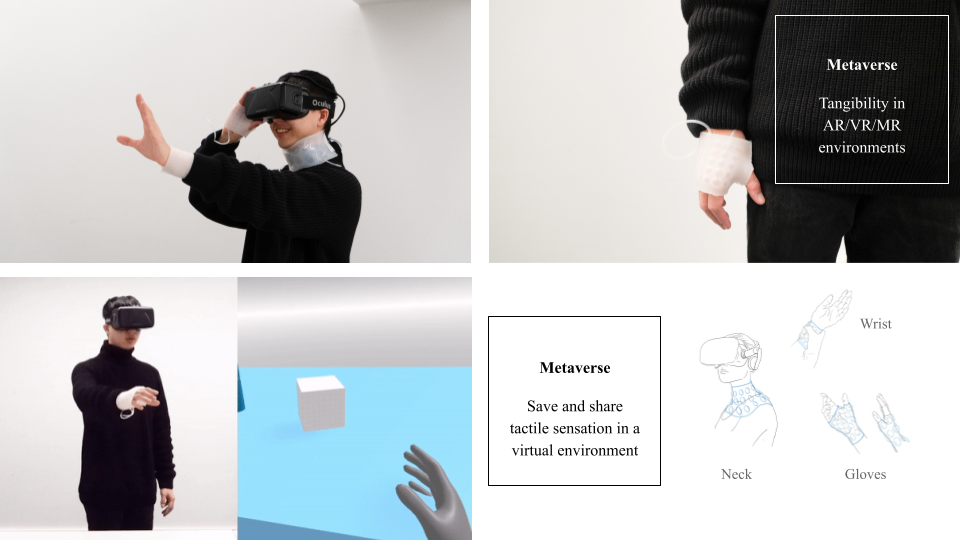 Oculus
Metaverse
Tangibility in
AR/VR/MR
environments
Metaverse
Save and share
tactile sensation in a
virtual environment
Wrist
Neck
Gloves